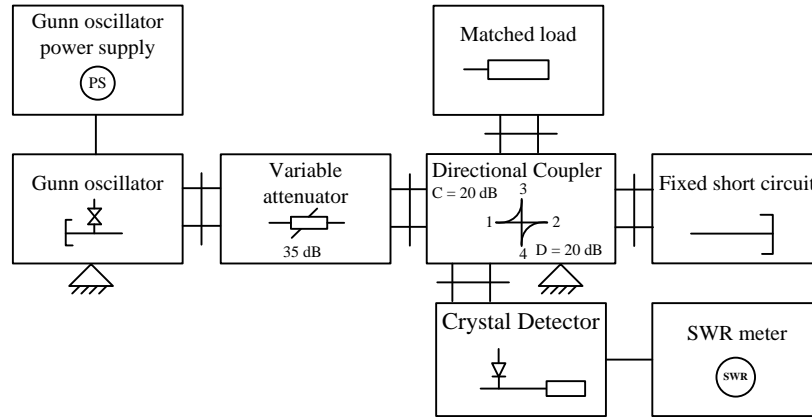 Gunn oscillator
power supply
PS
Matched load
Gunn oscillator
Variable
attenuator
35 dB
Directional Coupler
C = 20 dB
3
1
2
4
D = 20 dB
Fixed short circuit
Crystal Detector
SWR meter
SWR